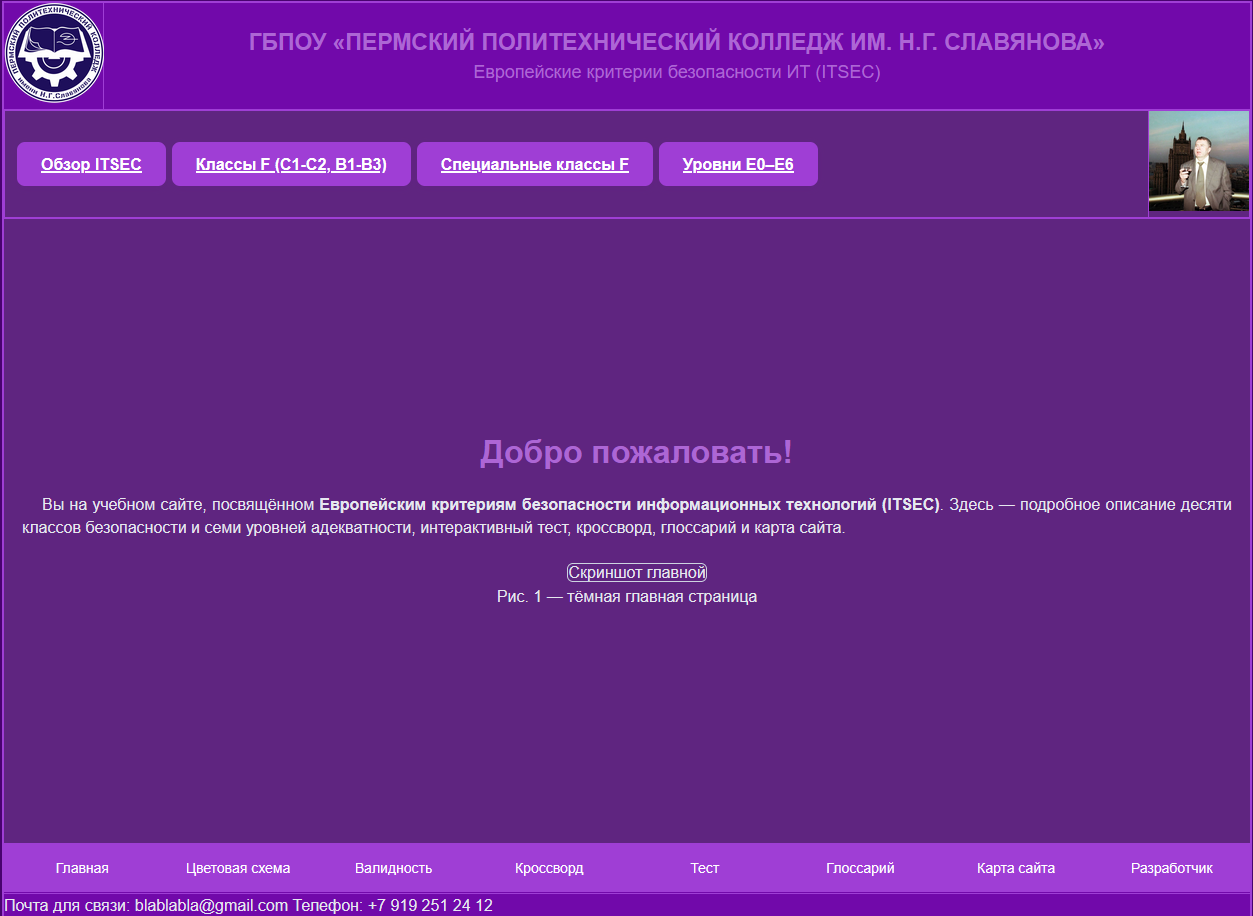 ПЕРМСКИЙ ПОЛИТЕХНИЧЕСКИЙ КОЛЛЕДЖ
имени Н.Г.Славянова
ГБПОУ «ПЕРМСКИЙ ПОЛИТЕХНИЧЕСКИЙ КОЛЛЕДЖ ИМ. Н.Г. СЛАВЯНОВА»
Европейские критерии безопасности ИТ (ITSEC)
Обзор ITSEC
Классы F (C1-C2, B1-B3)
Специальные классы F
Уровни E0–E6
Добро пожаловать!
Вы на учебном сайте, посвящённом Европейским критериям безопасности информационных технологий (ITSEC). Здесь — подробное описание десяти
классов безопасности и семи уровней адекватности, интерактивный тест, кроссворд, глоссарий и карта сайта.
Скриншот главной
Рис. 1 — тёмная главная страница
Главная
Цветовая схема
Валидность
Кроссворд
Тест
Глоссарий
Карта сайта
Разработчик
Почта для связи: blablabla@gmail.com Телефон: +7 919 251 24 12